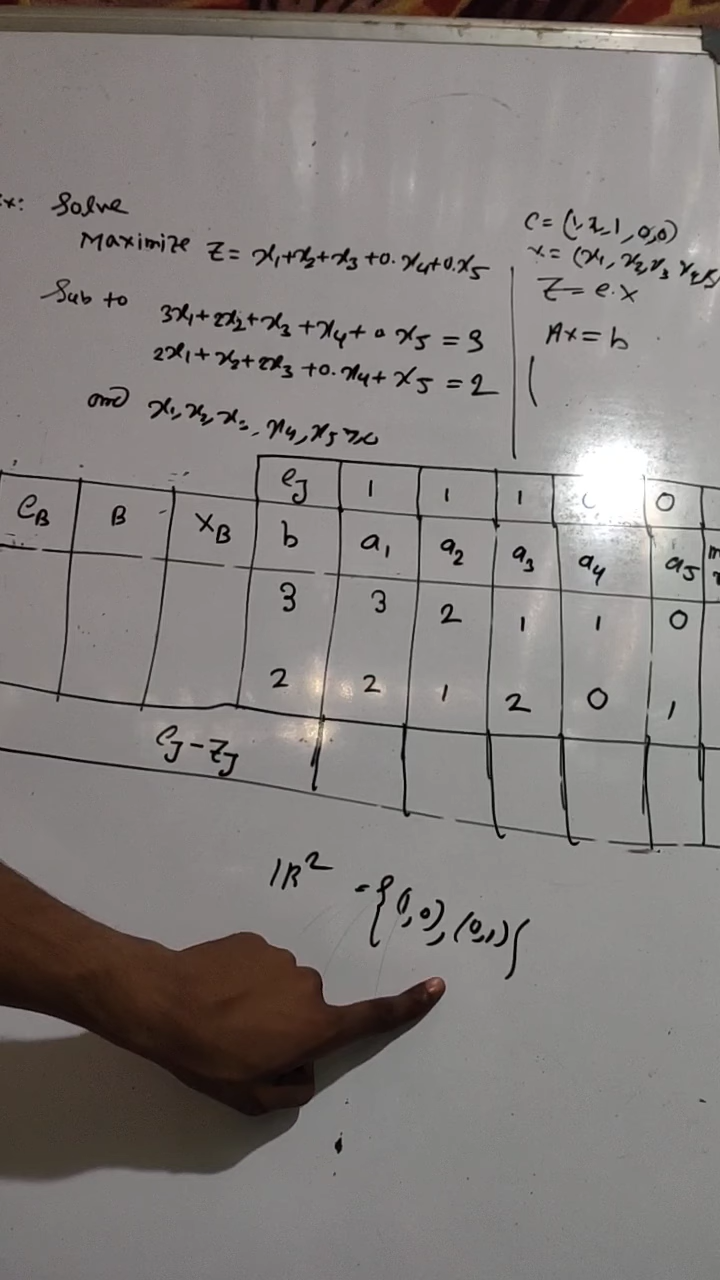 Ex: Solve
Maximize Z = x₁+x₂+x₃+0.x₄+0.x₅
Sub to 3x₁+2x₂+x₃+x₄+0 x₅ = 3
2x₁+x₂+2x₃+0.x₄+x₅ = 2
and x₁, x₂, x₃, x₄, x₅ ≥0
C = (1, 1, 1, 0, 0)
x = (x₁, x₂, x₃ x₄
Z = c.x
Ax = b
(
CJ 1 1 1 0
CB B XB b a₁ a₂ a₃ a₄ a₅
3 3 2 1 1 0
2 2 1 2 0 1
CJ-ZJ
IR² = {(1,0), (0,1)}